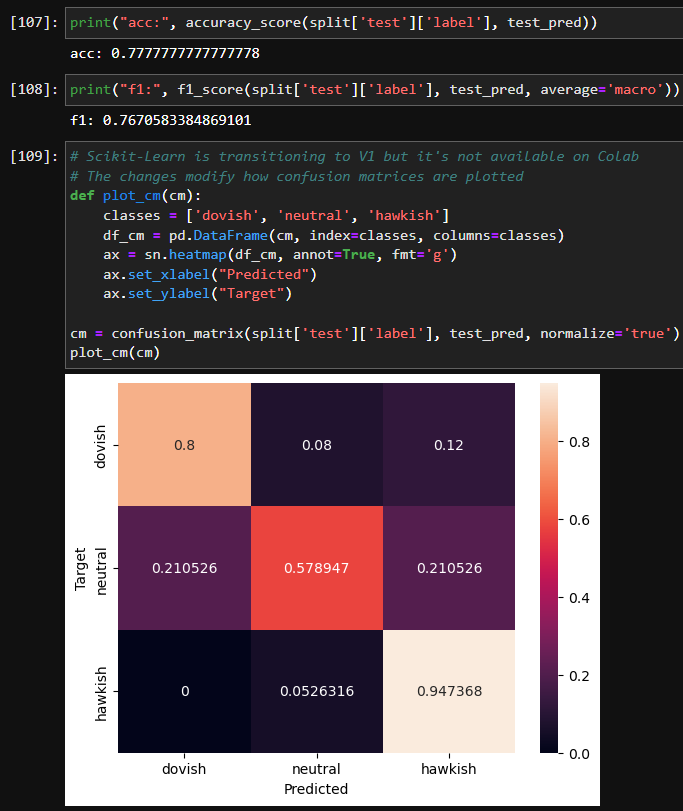 [107]: print("acc:", accuracy_score(split['test']['label'], test_pred))
acc: 0.7777777777777778
[108]: print("f1:", f1_score(split['test']['label'], test_pred, average='macro'))
f1: 0.7670583384869101
[109]: # Scikit-Learn is transitioning to V1 but it's not available on Colab
# The changes modify how confusion matrices are plotted
def plot_cm(cm):
    classes = ['dovish', 'neutral', 'hawkish']
    df_cm = pd.DataFrame(cm, index=classes, columns=classes)
    ax = sn.heatmap(df_cm, annot=True, fmt='g')
    ax.set_xlabel("Predicted")
    ax.set_ylabel("Target")
cm = confusion_matrix(split['test']['label'], test_pred, normalize='true')
plot_cm(cm)
Target
dovish 0.8 0.08 0.12
neutral 0.210526 0.578947 0.210526
hawkish 0 0.0526316 0.947368
dovish neutral hawkish
Predicted
0.8
0.6
0.4
0.2
0.0